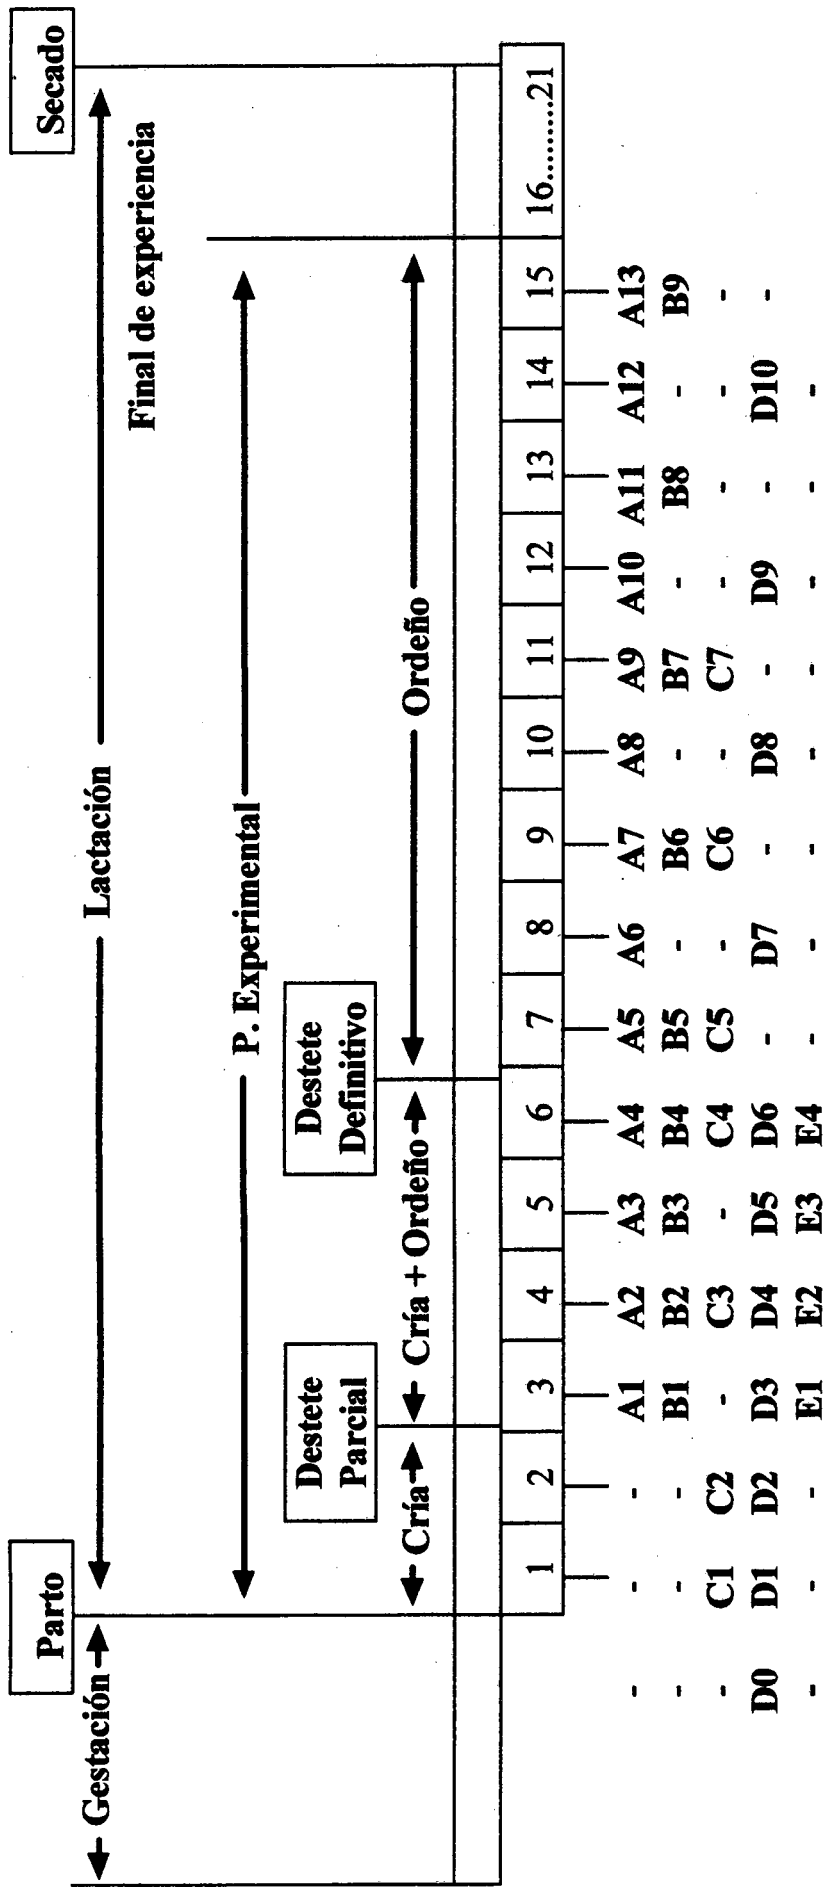 Parto Secado
Gestación Lactación
Final de experiencia
P. Experimental
Destete Destete
Parcial Definitivo
Cría Cría + Ordeño Ordeño
1 2 3 4 5 6 7 8 9 10 11 12 13 14 15 16..........21
- - - A1 A2 A3 A4 A5 A6 A7 A8 A9 A10 A11 A12 A13
- - - B1 B2 B3 B4 B5 - B6 - B7 - B8 - B9
- C1 C2 - C3 - C4 C5 - C6 - C7 - - - -
D0 D1 D2 D3 D4 D5 D6 - D7 - D8 - D9 - D10 -
- - - E1 E2 E3 E4 - - - - - - - -